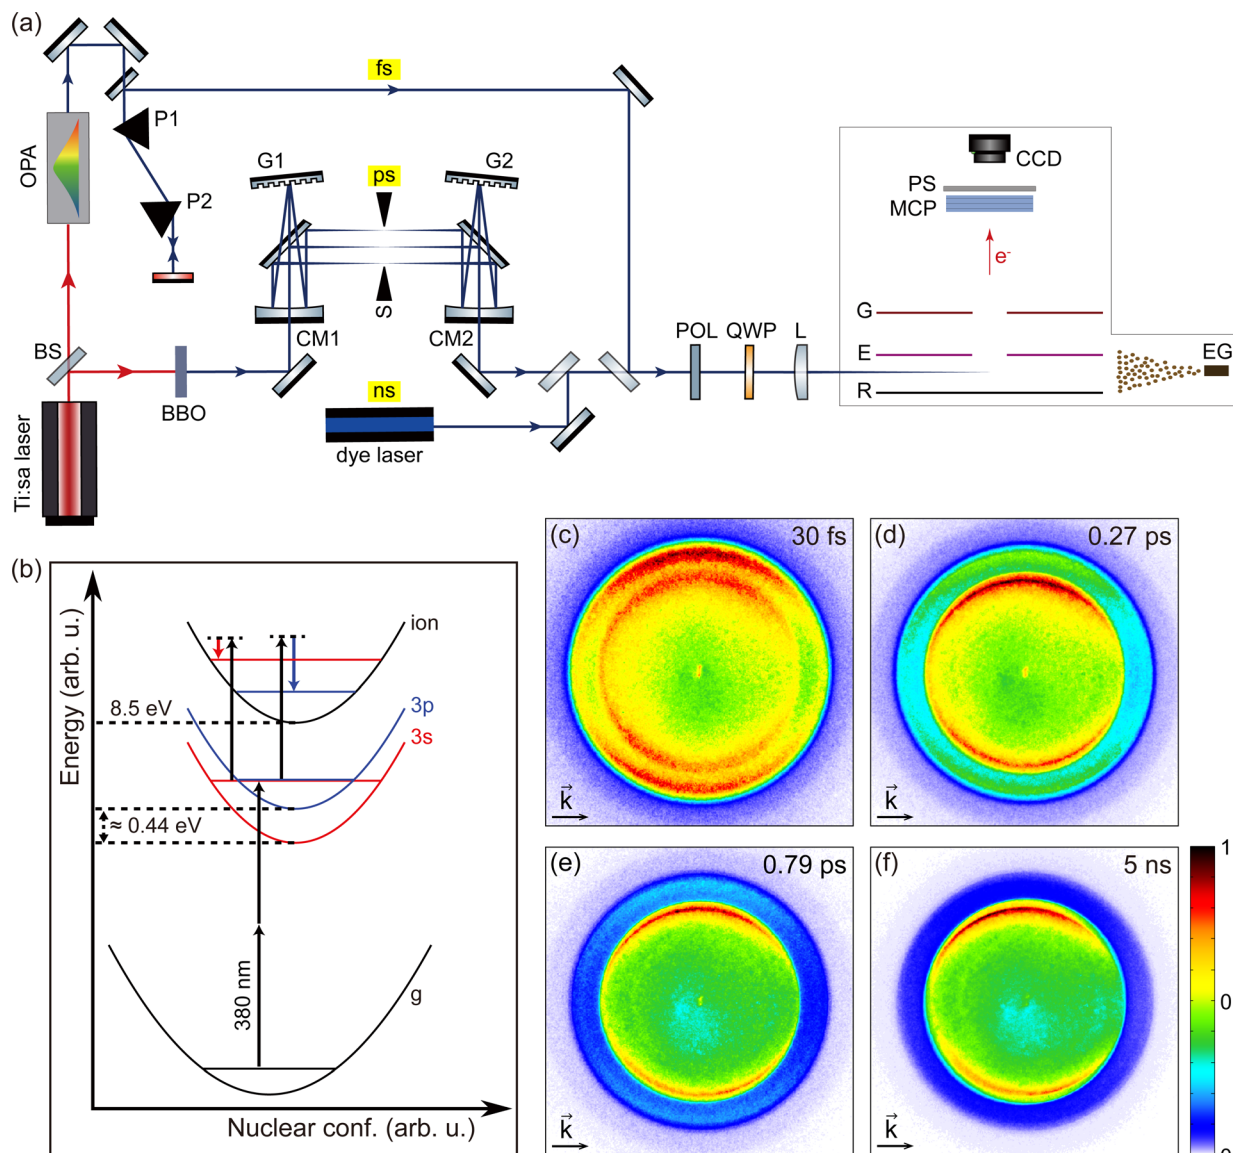 (a)
fs
P1
OPA
G1
G2
ps
CCD
P2
PS
MCP
e-
S
G
CM1
CM2
POL
QWP
L
BS
E
EG
BBO
ns
R
dye laser
Ti:sa laser
(b)
Energy (arb. u.)
ion
8.5 eV
3p
3s
≈ 0.44 eV
380 nm
g
Nuclear conf. (arb. u.)
(c)
30 fs
k
(d)
0.27 ps
k
(e)
0.79 ps
k
(f)
5 ns
k
1
0